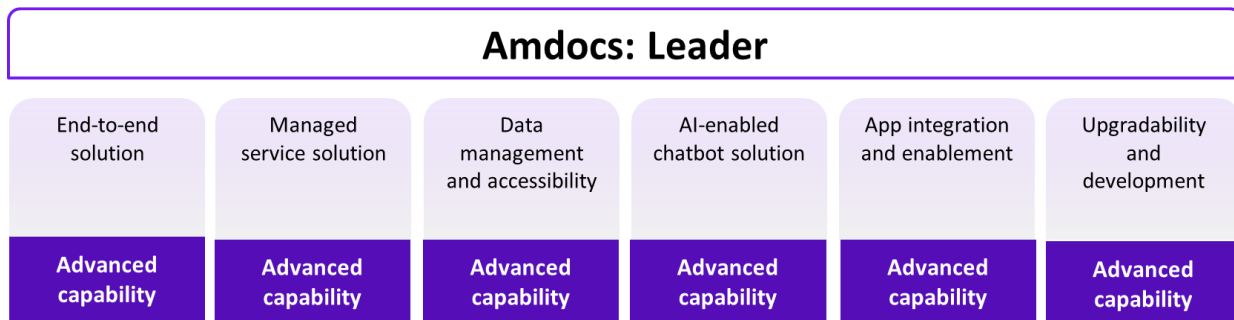 Amdocs: Leader
End-to-end
solution
Advanced
capability
Managed
service solution
Advanced
capability
Data
management
and accessibility
Advanced
capability
AI-enabled
chatbot solution
Advanced
capability
App integration
and enablement
Advanced
capability
Upgradability
and
development
Advanced
capability